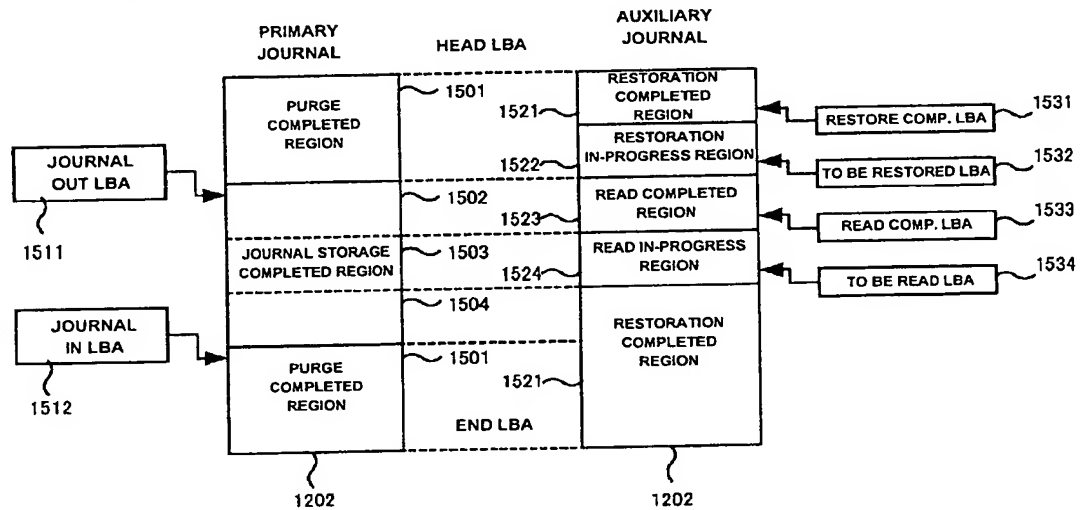 PRIMARY
JOURNAL
HEAD LBA
AUXILIARY
JOURNAL
PURGE
COMPLETED
REGION
1501
1521
RESTORATION
COMPLETED
REGION
RESTORE COMP. LBA
1531
JOURNAL
OUT LBA
1511
RESTORATION
IN-PROGRESS REGION
1522
TO BE RESTORED LBA
1532
1502
1523
READ COMPLETED
REGION
READ COMP. LBA
1533
JOURNAL STORAGE
COMPLETED REGION
1503
1524
READ IN-PROGRESS
REGION
TO BE READ LBA
1534
JOURNAL
IN LBA
1512
1504
RESTORATION
COMPLETED
REGION
PURGE
COMPLETED
REGION
1501
1521
END LBA
1202
1202